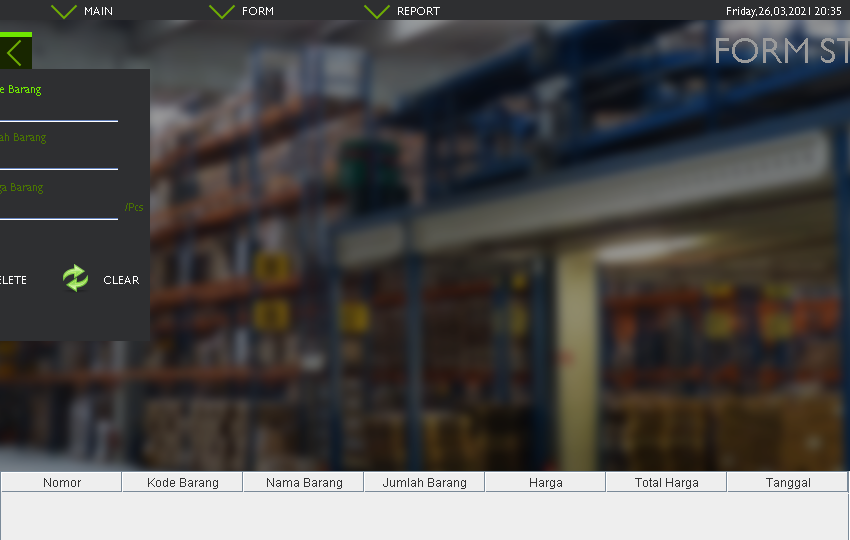 MAIN FORM REPORT Friday,26,03,2021 20:35
FORM ST
e Barang
ah Barang
ga Barang
/Pcs
ELETE CLEAR
Nomor Kode Barang Nama Barang Jumlah Barang Harga Total Harga Tanggal